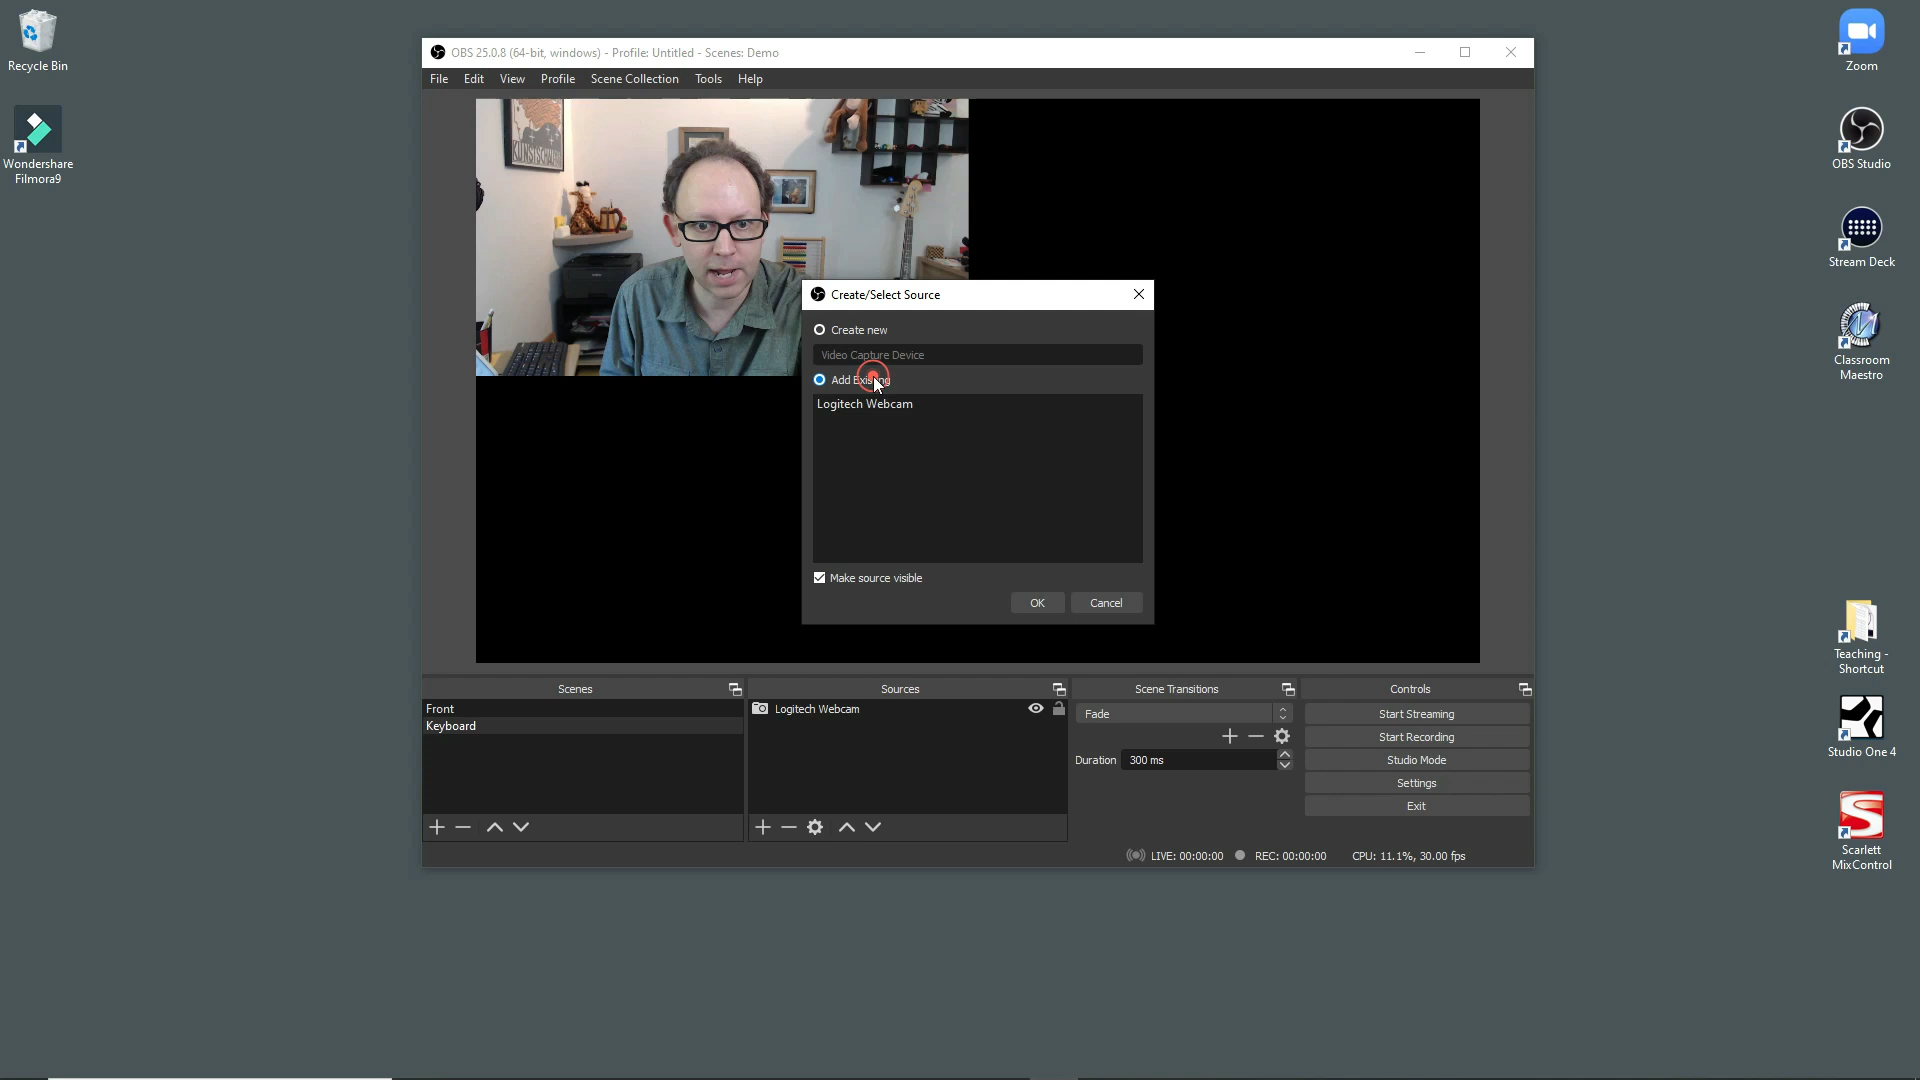 Recycle Bin
Wondershare
Filmora9
OBS 25.0.8 (64-bit, windows) - Profile: Untitled - Scenes: Demo
File Edit View Profile Scene Collection Tools Help
KUNSTSCHA
Create/Select Source
Create new
Video Capture Device
Add Existing
Logitech Webcam
Make source visible
OK Cancel
Scenes
Front
Keyboard
Sources
Logitech Webcam
Scene Transitions
Fade
Duration 300 ms
Controls
Start Streaming
Start Recording
Studio Mode
Settings
Exit
LIVE: 00:00:00 REC: 00:00:00 CPU: 11.1%, 30.00 fps
Zoom
OBS Studio
Stream Deck
Classroom
Maestro
Teaching -
Shortcut
Studio One 4
Scarlett
MixControl